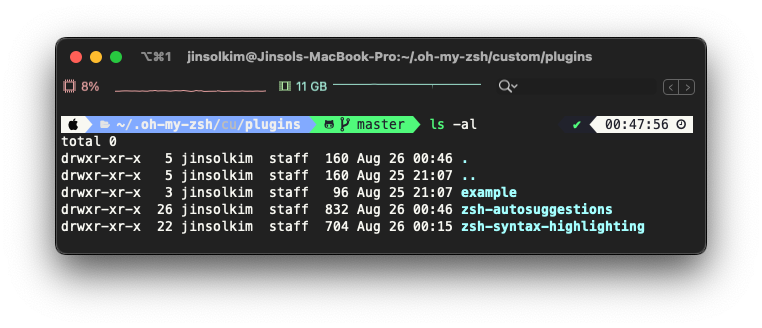 ⌥⌘1 jinsolkim@Jinsols-MacBook-Pro:~/.oh-my-zsh/custom/plugins
8% 11 GB
~/.oh-my-zsh/cu/plugins master ls -al ✔ 00:47:56
total 0
drwxr-xr-x   5 jinsolkim  staff  160 Aug 26 00:46 .
drwxr-xr-x   5 jinsolkim  staff  160 Aug 25 21:07 ..
drwxr-xr-x   3 jinsolkim  staff   96 Aug 25 21:07 example
drwxr-xr-x  26 jinsolkim  staff  832 Aug 26 00:46 zsh-autosuggestions
drwxr-xr-x  22 jinsolkim  staff  704 Aug 26 00:15 zsh-syntax-highlighting